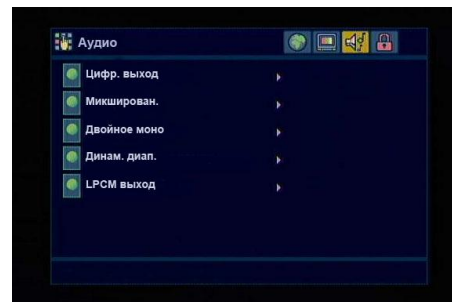 Аудио
Цифр. выход
Микширован.
Двойное моно
Динам. диап.
LPCM выход